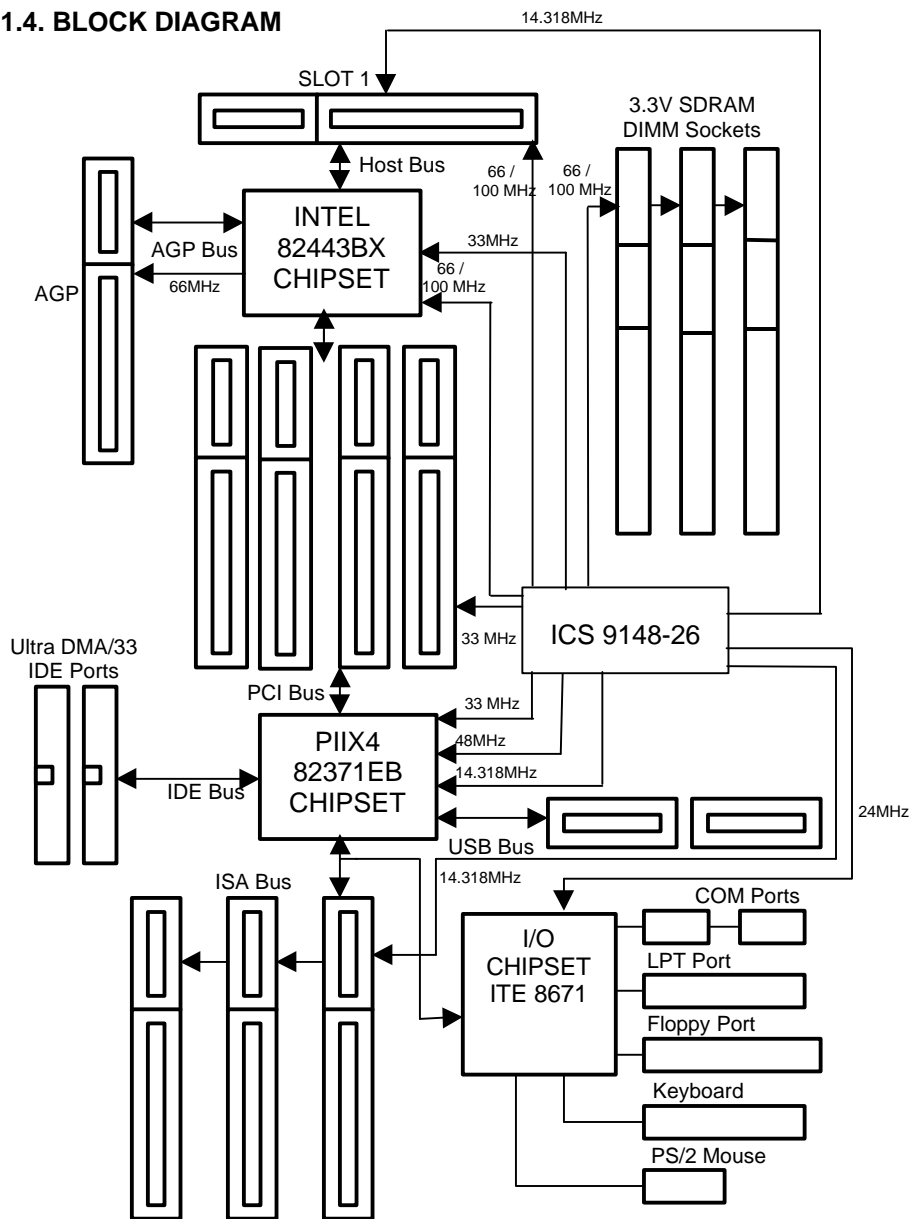 1.4. BLOCK DIAGRAM
14.318MHz
SLOT 1
3.3V SDRAM
DIMM Sockets
Host Bus
66 /
100 MHz
66 /
100 MHz
INTEL
82443BX
CHIPSET
AGP Bus
33MHz
66 /
100 MHz
AGP
66MHz
ICS 9148-26
33 MHz
Ultra DMA/33
IDE Ports
PCI Bus
33 MHz
PIIX4
82371EB
CHIPSET
48MHz
14.318MHz
IDE Bus
24MHz
USB Bus
14.318MHz
ISA Bus
COM Ports
I/O
CHIPSET
ITE 8671
LPT Port
Floppy Port
Keyboard
PS/2 Mouse